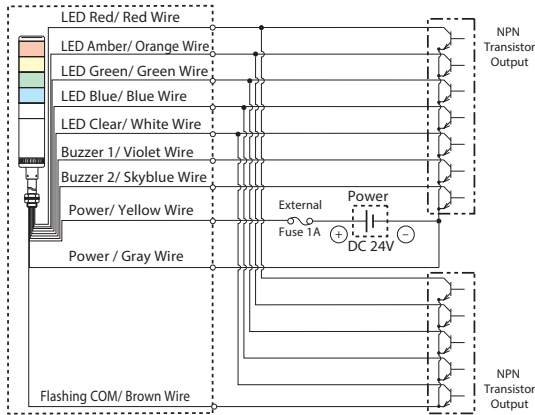 LED Red/ Red Wire
LED Amber/ Orange Wire
LED Green/ Green Wire
LED Blue/ Blue Wire
LED Clear/ White Wire
Buzzer 1/ Violet Wire
Buzzer 2/ Skyblue Wire
Power/ Yellow Wire
Power / Gray Wire
Flashing COM/ Brown Wire
External
Fuse 1A
Power
+
−
DC 24V
NPN
Transistor
Output
NPN
Transistor
Output